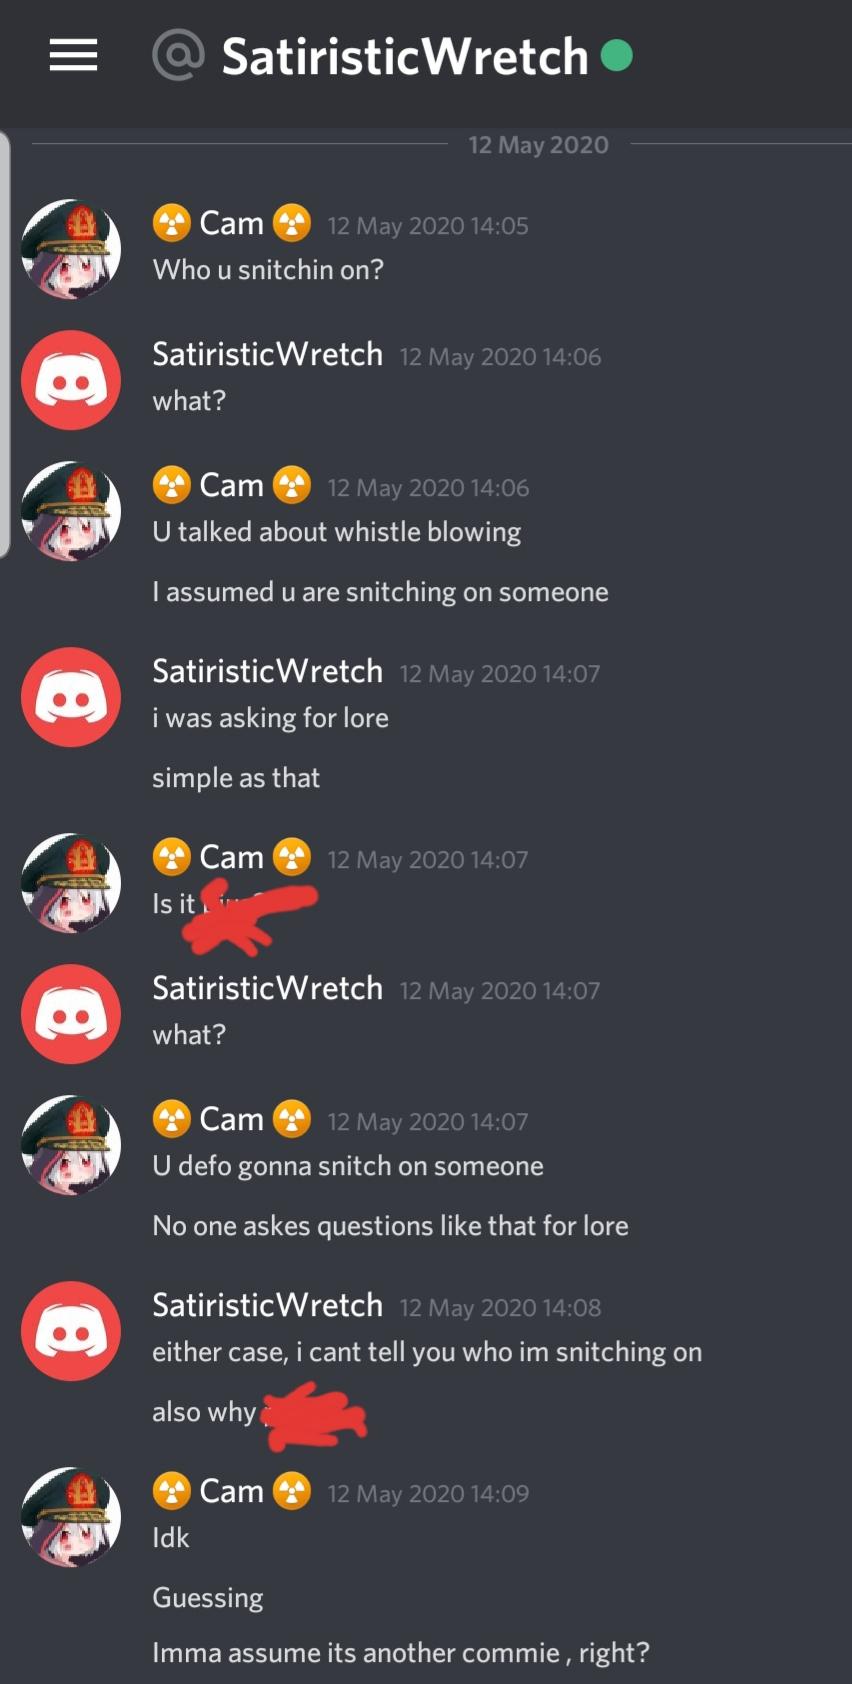 @ SatiristicWretch
12 May 2020
Cam 12 May 2020 14:05
Who u snitchin on?
SatiristicWretch 12 May 2020 14:06
what?
Cam 12 May 2020 14:06
U talked about whistle blowing
I assumed u are snitching on someone
SatiristicWretch 12 May 2020 14:07
i was asking for lore
simple as that
Cam 12 May 2020 14:07
Is it
SatiristicWretch 12 May 2020 14:07
what?
Cam 12 May 2020 14:07
U defo gonna snitch on someone
No one askes questions like that for lore
SatiristicWretch 12 May 2020 14:08
either case, i cant tell you who im snitching on
also why
Cam 12 May 2020 14:09
Idk
Guessing
Imma assume its another commie , right?